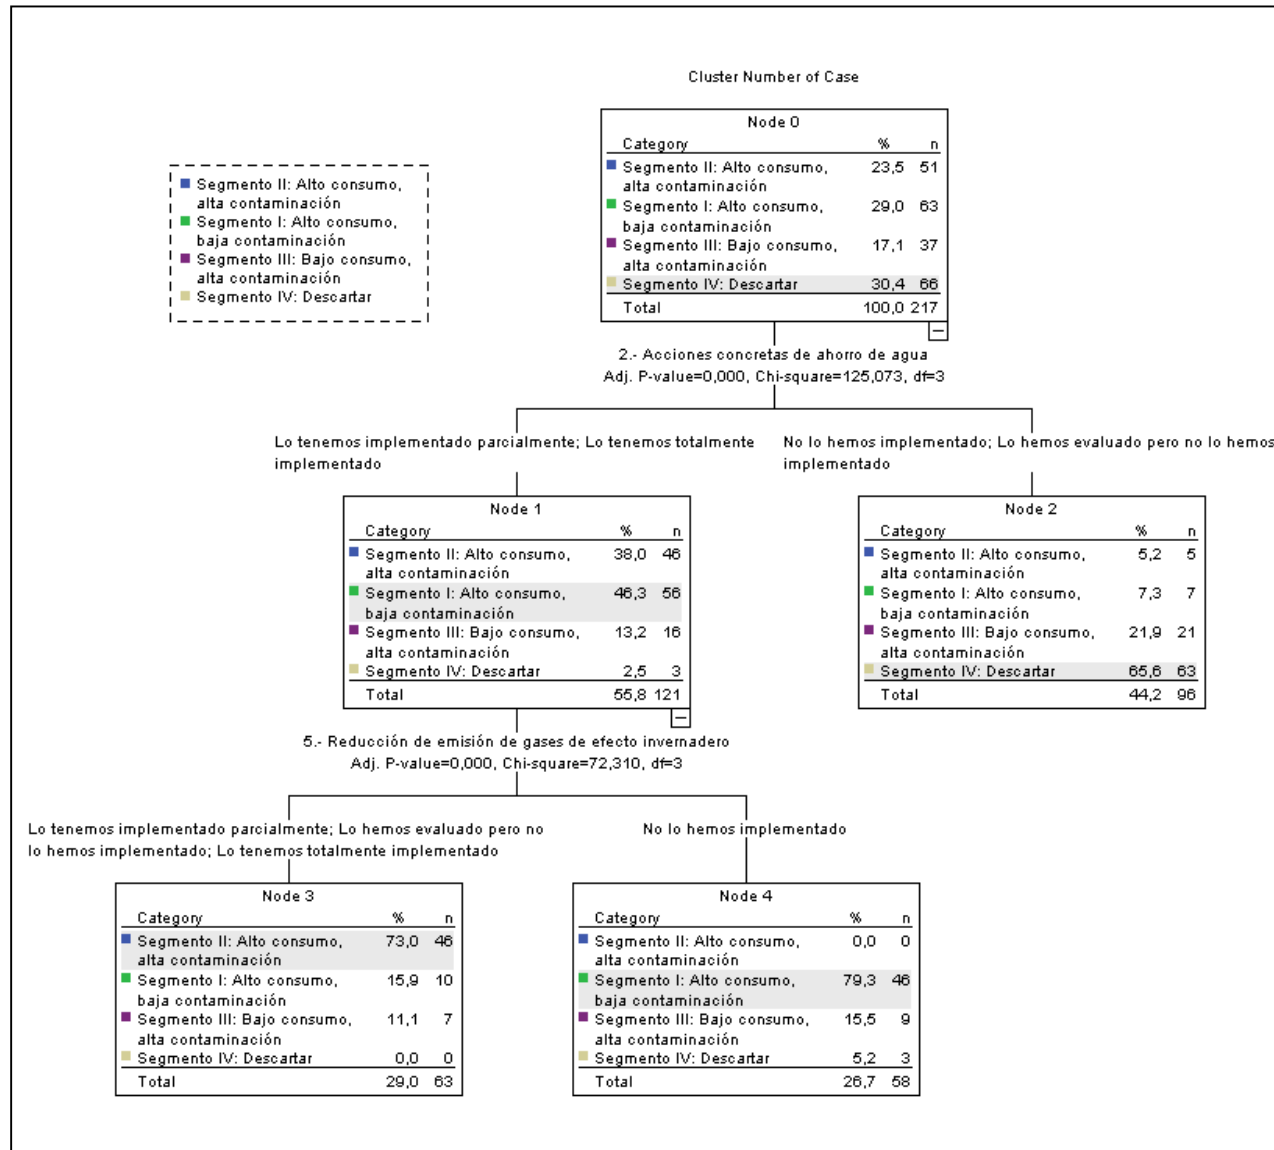 Cluster Number of Case
Segmento II: Alto consumo,
alta contaminación
Segmento I: Alto consumo,
baja contaminación
Segmento III: Bajo consumo,
alta contaminación
Segmento IV: Descartar
Node 0
Category % n
Segmento II: Alto consumo, 23,5 51
alta contaminación
Segmento I: Alto consumo, 29,0 63
baja contaminación
Segmento III: Bajo consumo, 17,1 37
alta contaminación
Segmento IV: Descartar 30,4 66
Total 100,0 217
2.- Acciones concretas de ahorro de agua
Adj. P-value=0,000, Chi-square=125,073, df=3
Lo tenemos implementado parcialmente; Lo tenemos totalmente
implementado
No lo hemos implementado; Lo hemos evaluado pero no lo hemos
implementado
Node 1
Category % n
Segmento II: Alto consumo, 38,0 46
alta contaminación
Segmento I: Alto consumo, 46,3 56
baja contaminación
Segmento III: Bajo consumo, 13,2 16
alta contaminación
Segmento IV: Descartar 2,5 3
Total 55,8 121
Node 2
Category % n
Segmento II: Alto consumo, 5,2 5
alta contaminación
Segmento I: Alto consumo, 7,3 7
baja contaminación
Segmento III: Bajo consumo, 21,9 21
alta contaminación
Segmento IV: Descartar 65,6 63
Total 44,2 96
5.- Reducción de emisión de gases de efecto invernadero
Adj. P-value=0,000, Chi-square=72,310, df=3
Lo tenemos implementado parcialmente; Lo hemos evaluado pero no
lo hemos implementado; Lo tenemos totalmente implementado
No lo hemos implementado
Node 3
Category % n
Segmento II: Alto consumo, 73,0 46
alta contaminación
Segmento I: Alto consumo, 15,9 10
baja contaminación
Segmento III: Bajo consumo, 11,1 7
alta contaminación
Segmento IV: Descartar 0,0 0
Total 29,0 63
Node 4
Category % n
Segmento II: Alto consumo, 0,0 0
alta contaminación
Segmento I: Alto consumo, 79,3 46
baja contaminación
Segmento III: Bajo consumo, 15,5 9
alta contaminación
Segmento IV: Descartar 5,2 3
Total 26,7 58